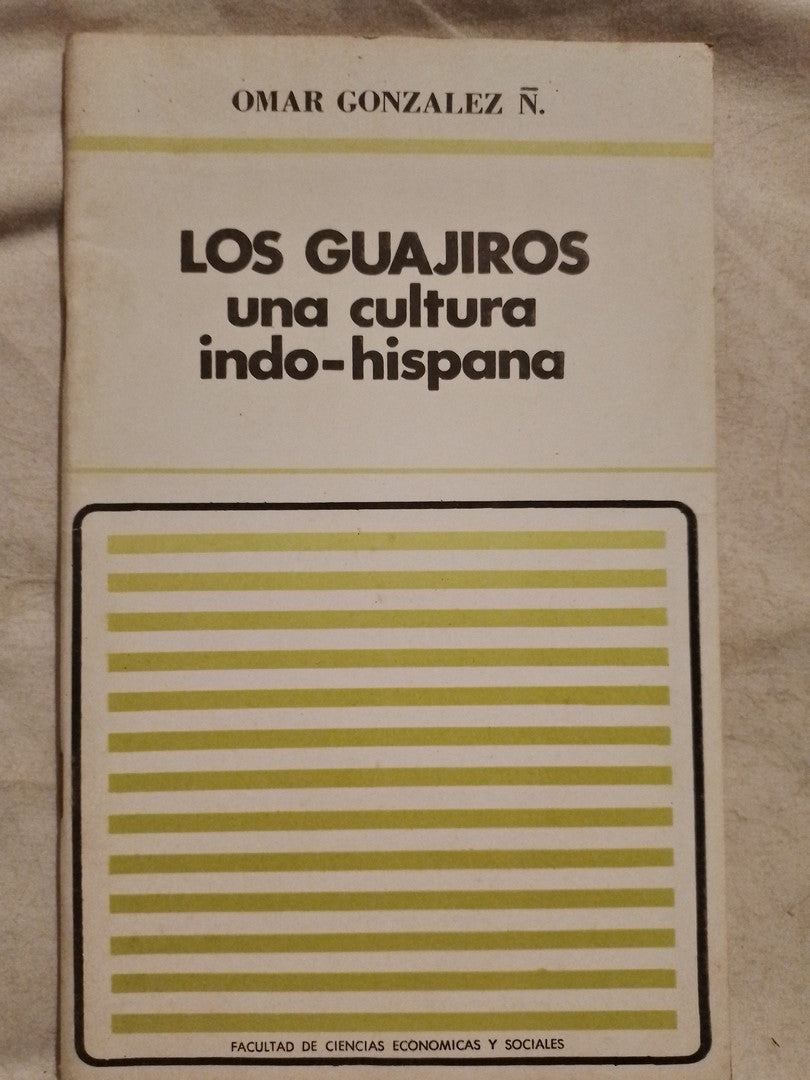 OMAR GONZALEZ Ñ.
LOS GUAJIROS
una cultura
indo-hispana
FACULTAD DE CIENCIAS ECONOMICAS Y SOCIALES